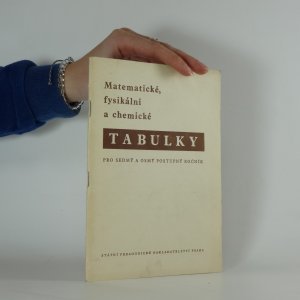 Matematické,
fysikální
a chemické
TABULKY
PRO SEDMÝ A OSMÝ POSTUPNÝ ROČNÍK
STÁTNÍ PEDAGOGICKÉ NAKLADATELSTVÍ PRAHA